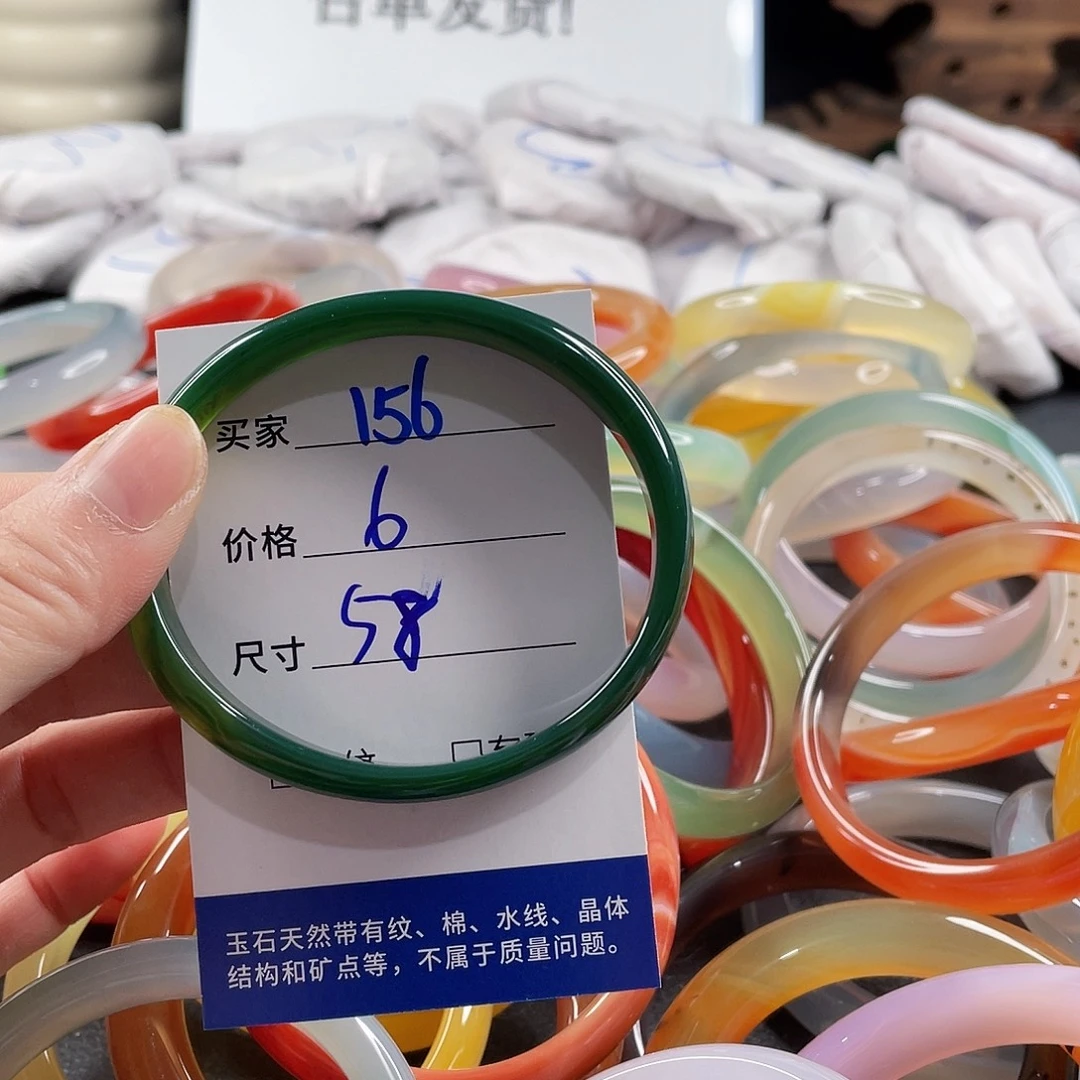 买家 156
价格 6
尺寸 58
玉石天然带有纹、棉、水线、晶体
结构和矿点等，不属于质量问题。